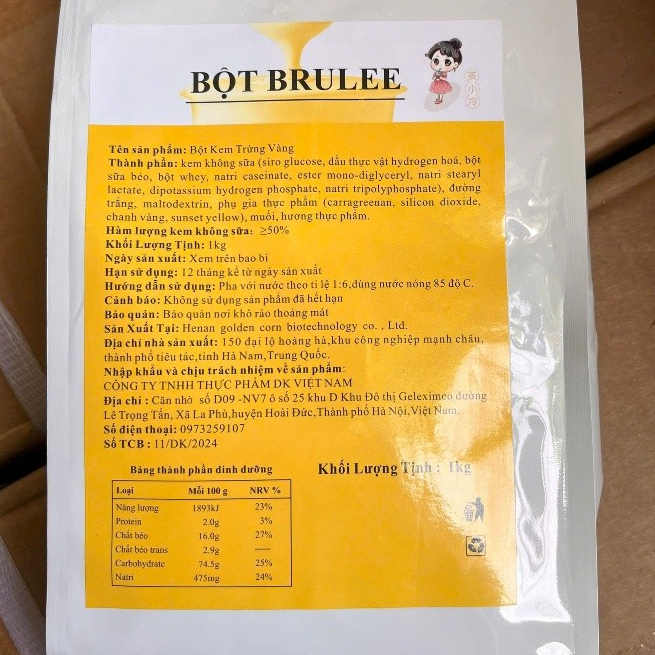 BỘT BRULEE
茶小泠
Tên sản phẩm: Bột Kem Trứng Vàng
Thành phần: kem không sữa (siro glucose, dầu thực vật hydrogen hoá, bột
sữa béo, bột whey, natri caseinate, ester mono-diglyceryl, natri stearyl
lactate, dipotassium hydrogen phosphate, natri tripolyphosphate), đường
trắng, maltodextrin, phụ gia thực phẩm (carragreenan, silicon dioxide,
chanh vàng, sunset yellow), muối, hương thực phẩm.
Hàm lượng kem không sữa: ≥50%
Khối Lượng Tịnh: 1kg
Ngày sản xuất: Xem trên bao bì
Hạn sử dụng: 12 tháng kể từ ngày sản xuất
Hướng dẫn sử dụng: Pha với nước theo tỉ lệ 1:6,dùng nước nóng 85 độ C.
Cảnh báo: Không sử dụng sản phẩm đã hết hạn
Bảo quản: Bảo quản nơi khô ráo thoáng mát
Sản Xuất Tại: Henan golden corn biotechnology co. , Ltd.
Địa chỉ nhà sản xuất: 150 đại lộ hoàng hà,khu công nghiệp mạnh châu,
thành phố tiêu tác,tỉnh Hà Nam,Trung Quốc.
Nhập khẩu và chịu trách nhiệm về sản phẩm:
CÔNG TY TNHH THỰC PHẨM DK VIỆT NAM
Địa chỉ : Căn nhờ số D09 -NV7 ô số 25 khu D Khu Đô thị Geleximco đường
Lê Trọng Tấn, Xã La Phù,huyện Hoài Đức,Thành phố Hà Nội,Việt Nam.
Số điện thoại: 0973259107
Số TCB : 11/DK/2024
Bảng thành phần dinh dưỡng
Khối Lượng Tịnh : 1kg
Loại Mỗi 100 g NRV %
Năng lượng 1893kJ 23%
Protein 2.0g 3%
Chất béo 16.0g 27%
Chất béo trans 2.9g —
Carbohydrate 74.5g 25%
Natri 475mg 24%